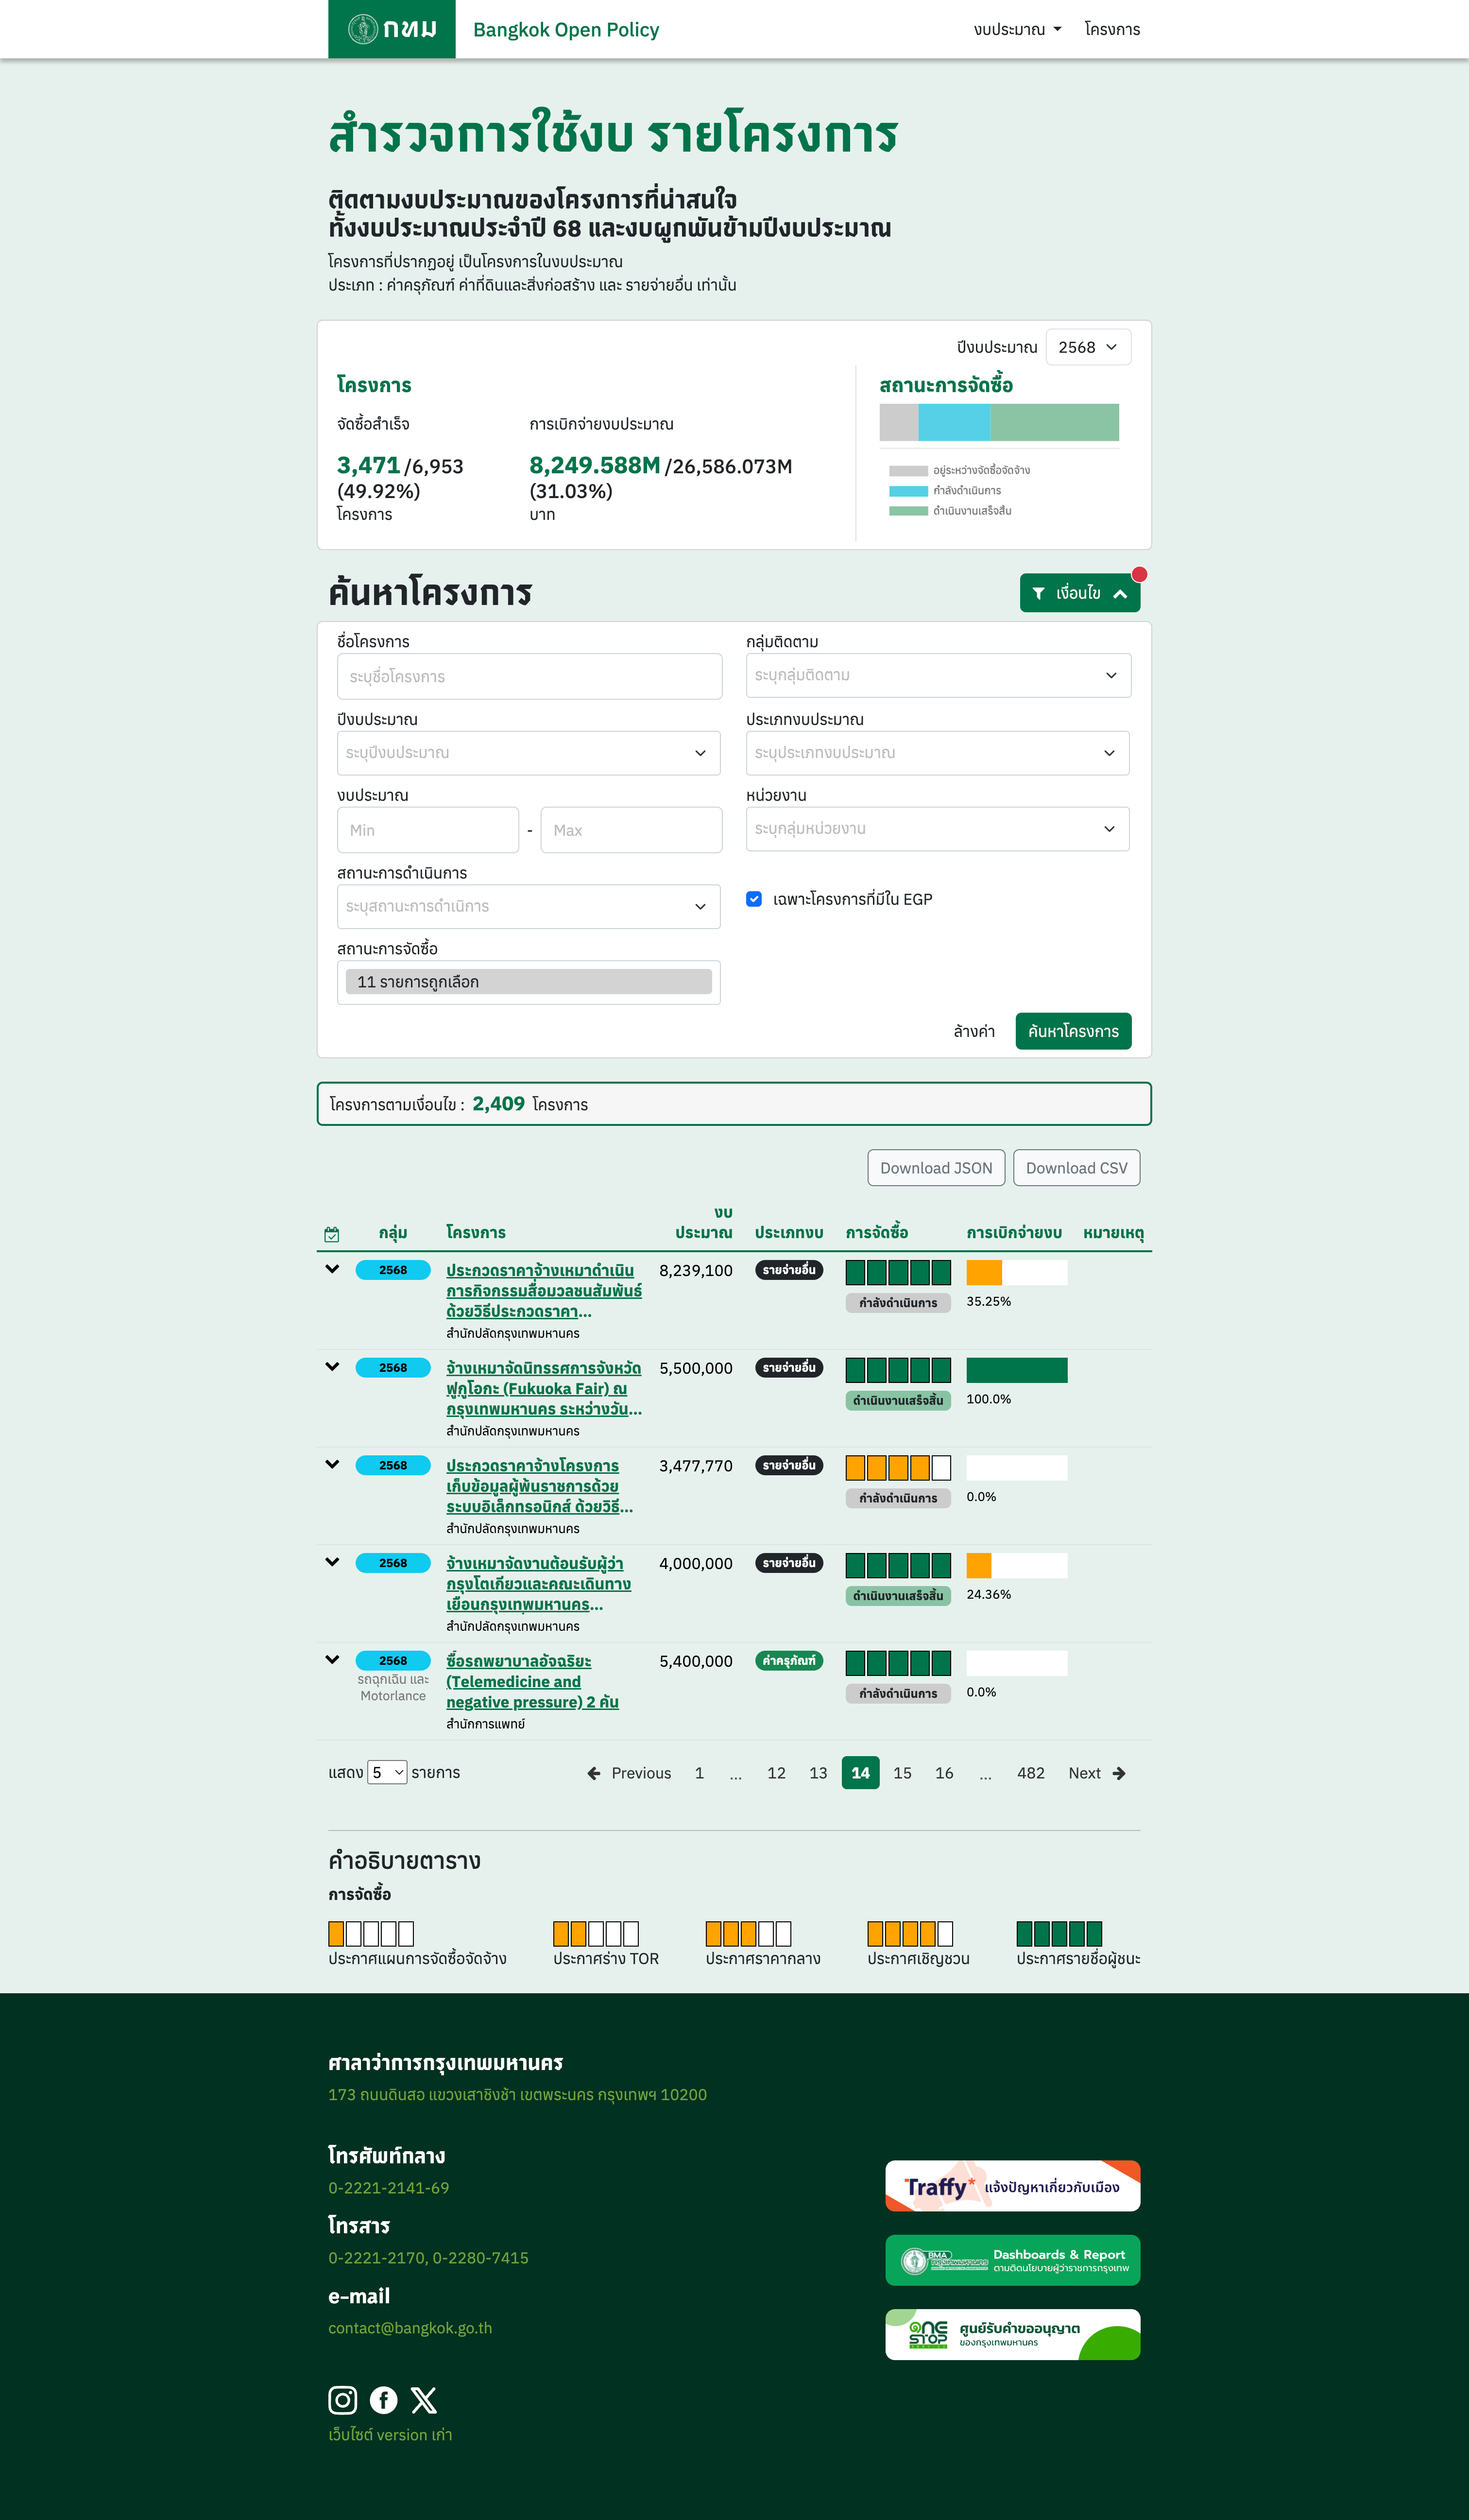 กทม
Bangkok Open Policy
งบประมาณ
โครงการ
สำรวจการใช้งบ รายโครงการ
ติดตามงบประมาณของโครงการที่น่าสนใจ
ทั้งงบประมาณประจำปี 68 และงบผูกพันข้ามปีงบประมาณ
โครงการที่ปรากฏอยู่ เป็นโครงการในงบประมาณ
ประเภท : ค่าครุภัณฑ์ ค่าที่ดินและสิ่งก่อสร้าง และ รายจ่ายอื่น เท่านั้น
ปีงบประมาณ 2568
โครงการ
จัดซื้อสำเร็จ
3,471 /6,953
(49.92%)
โครงการ
การเบิกจ่ายงบประมาณ
8,249.588M /26,586.073M
(31.03%)
บาท
สถานะการจัดซื้อ
อยู่ระหว่างจัดซื้อจัดจ้าง
กำลังดำเนินการ
ดำเนินงานเสร็จสิ้น
ค้นหาโครงการ
เงื่อนไข
ชื่อโครงการ
ระบุชื่อโครงการ
กลุ่มติดตาม
ระบุกลุ่มติดตาม
ปีงบประมาณ
ระบุปีงบประมาณ
ประเภทงบประมาณ
ระบุประเภทงบประมาณ
งบประมาณ
Min - Max
หน่วยงาน
ระบุกลุ่มหน่วยงาน
สถานะการดำเนินการ
ระบุสถานะการดำเนิการ
เฉพาะโครงการที่มีใน EGP
สถานะการจัดซื้อ
11 รายการถูกเลือก
ล้างค่า
ค้นหาโครงการ
โครงการตามเงื่อนไข : 2,409 โครงการ
Download JSON
Download CSV
กลุ่ม
โครงการ
งบ
ประมาณ
ประเภทงบ
การจัดซื้อ
การเบิกจ่ายงบ
หมายเหตุ
2568
ประกวดราคาจ้างเหมาดำเนิน
การกิจกรรมสื่อมวลชนสัมพันธ์
ด้วยวิธีประกวดราคา...
สำนักปลัดกรุงเทพมหานคร
8,239,100
รายจ่ายอื่น
กำลังดำเนินการ
35.25%
2568
จ้างเหมาจัดนิทรรศการจังหวัด
ฟูกูโอกะ (Fukuoka Fair) ณ
กรุงเทพมหานคร ระหว่างวัน...
สำนักปลัดกรุงเทพมหานคร
5,500,000
รายจ่ายอื่น
ดำเนินงานเสร็จสิ้น
100.0%
2568
ประกวดราคาจ้างโครงการ
เก็บข้อมูลผู้พ้นราชการด้วย
ระบบอิเล็กทรอนิกส์ ด้วยวิธี...
สำนักปลัดกรุงเทพมหานคร
3,477,770
รายจ่ายอื่น
กำลังดำเนินการ
0.0%
2568
จ้างเหมาจัดงานต้อนรับผู้ว่า
กรุงโตเกียวและคณะเดินทาง
เยือนกรุงเทพมหานคร...
สำนักปลัดกรุงเทพมหานคร
4,000,000
รายจ่ายอื่น
ดำเนินงานเสร็จสิ้น
24.36%
2568
รถฉุกเฉิน และ
Motorlance
ซื้อรถพยาบาลอัจฉริยะ
(Telemedicine and
negative pressure) 2 คัน
สำนักการแพทย์
5,400,000
ค่าครุภัณฑ์
กำลังดำเนินการ
0.0%
แสดง 5 รายการ
Previous 1 ... 12 13 14 15 16 ... 482 Next
คำอธิบายตาราง
การจัดซื้อ
ประกาศแผนการจัดซื้อจัดจ้าง
ประกาศร่าง TOR
ประกาศราคากลาง
ประกาศเชิญชวน
ประกาศรายชื่อผู้ชนะ
ศาลาว่าการกรุงเทพมหานคร
173 ถนนดินสอ แขวงเสาชิงช้า เขตพระนคร กรุงเทพฯ 10200
โทรศัพท์กลาง
0-2221-2141-69
โทรสาร
0-2221-2170, 0-2280-7415
e-mail
contact@bangkok.go.th
เว็บไซต์ version เก่า
Traffy* แจ้งปัญหาเกี่ยวกับเมือง
BMA
Dashboards & Report
ตามติดนโยบายผู้ว่าราชการกรุงเทพ
ONE STOP
ศูนย์รับคำขออนุญาต
ของกรุงเทพมหานคร